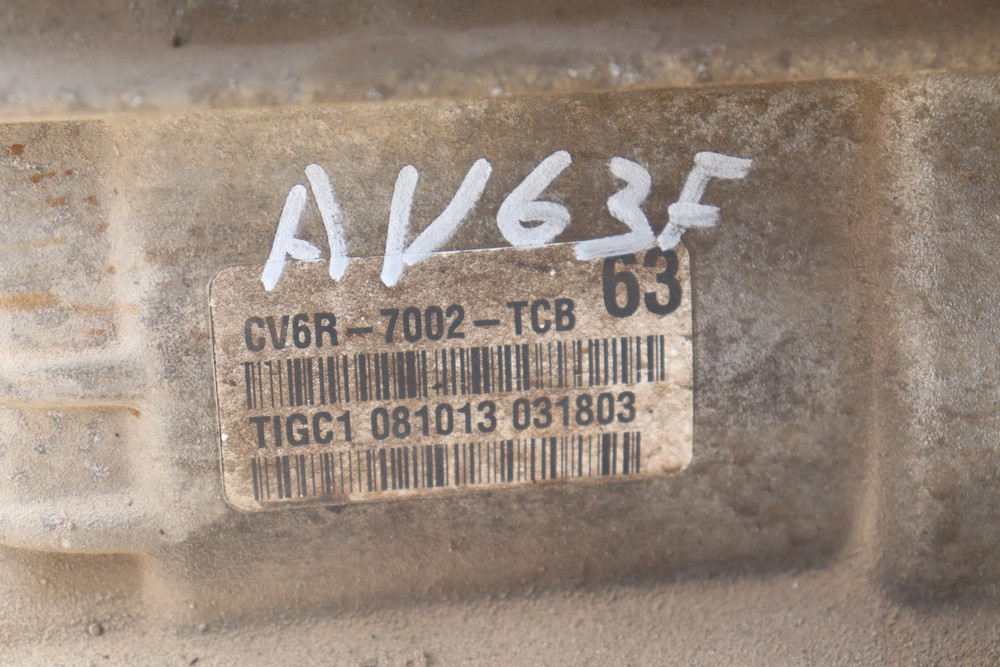 AV63F
63
CV6R-7002-TCB
TIGC1 081013 031803